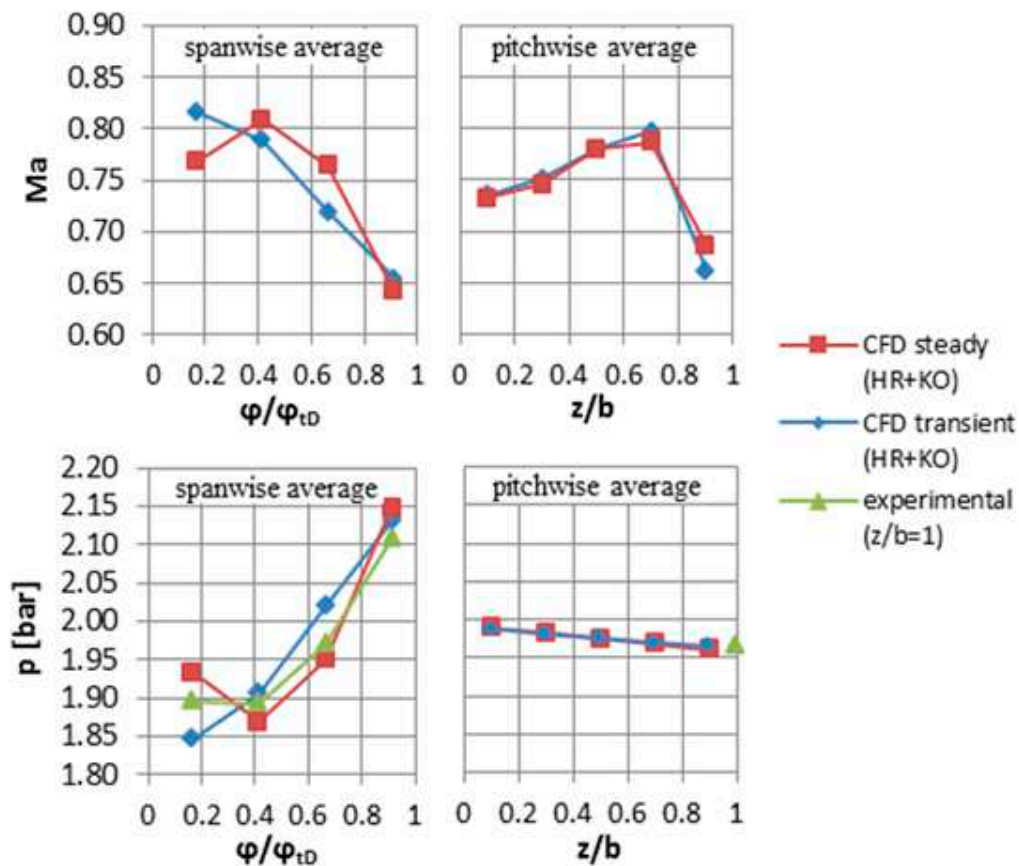 spanwise average
pitchwise average
0.90
0.85
0.80
0.75
0.70
0.65
0.60
Ma
0 0.2 0.4 0.6 0.8 1
φ/φtD
0 0.2 0.4 0.6 0.8 1
z/b
CFD steady
(HR+KO)
CFD transient
(HR+KO)
experimental
(z/b=1)
spanwise average
pitchwise average
2.20
2.15
2.10
2.05
2.00
1.95
1.90
1.85
1.80
p [bar]
0 0.2 0.4 0.6 0.8 1
φ/φtD
0 0.2 0.4 0.6 0.8 1
z/b